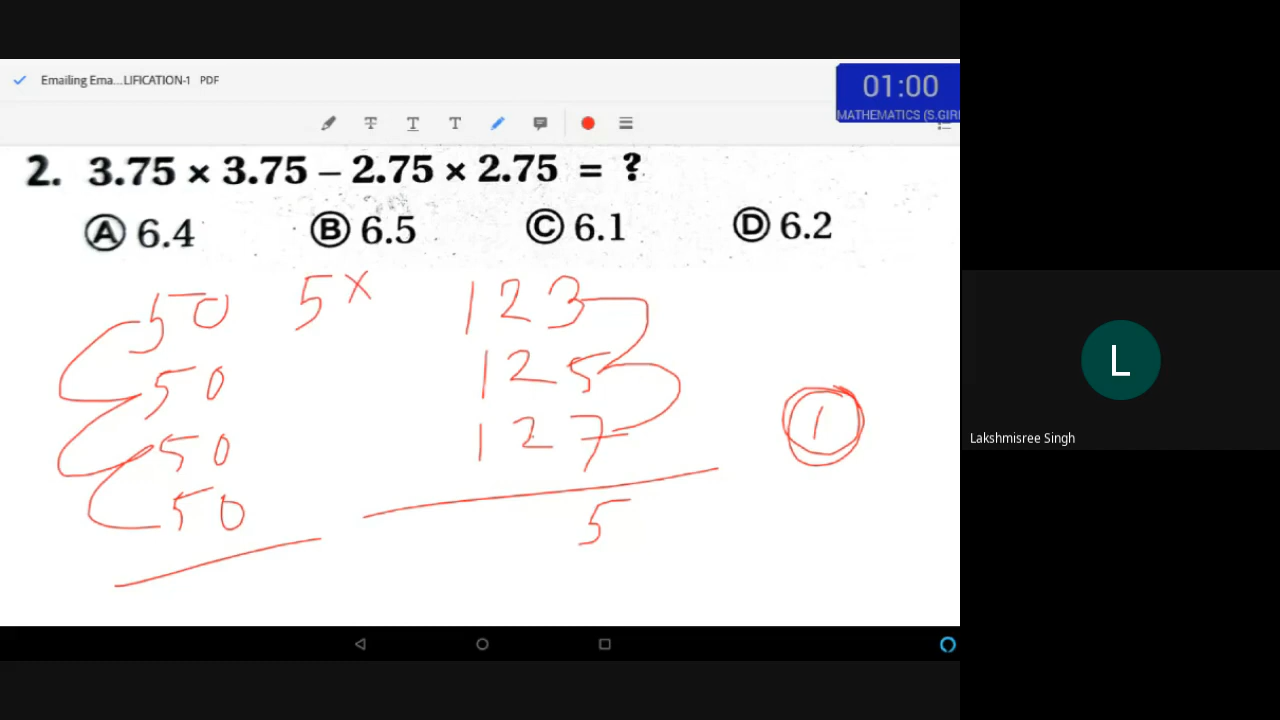 Emailing Ema...LIFICATION-1 PDF
01:00
MATHEMATICS (S.GIRI
T T T
2. 3.75 × 3.75 – 2.75 × 2.75 = ?
Ⓐ 6.4 Ⓑ 6.5 Ⓒ 6.1 Ⓓ 6.2
50 5× 123
50 125
50 127
50 5
1
L
Lakshmisree Singh